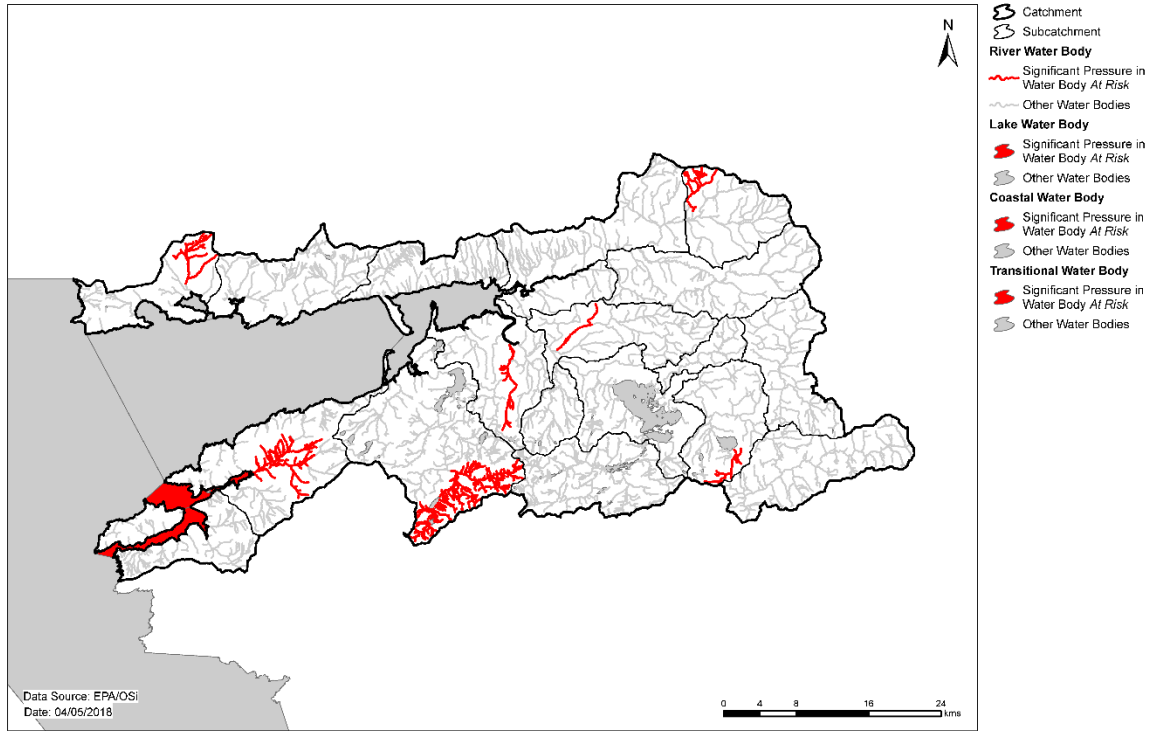 N
Data Source: EPA/OSi
Date: 04/05/2018
0 4 8 16 24
kms
Catchment
Subcatchment
River Water Body
Significant Pressure in
Water Body At Risk
Other Water Bodies
Lake Water Body
Significant Pressure in
Water Body At Risk
Other Water Bodies
Coastal Water Body
Significant Pressure in
Water Body At Risk
Other Water Bodies
Transitional Water Body
Significant Pressure in
Water Body At Risk
Other Water Bodies